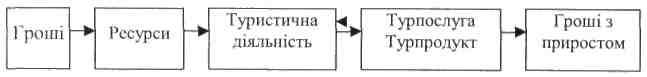 Гроші
Ресурси
Туристична
діяльність
Турпослуга
Турпродукт
Гроші з
приростом